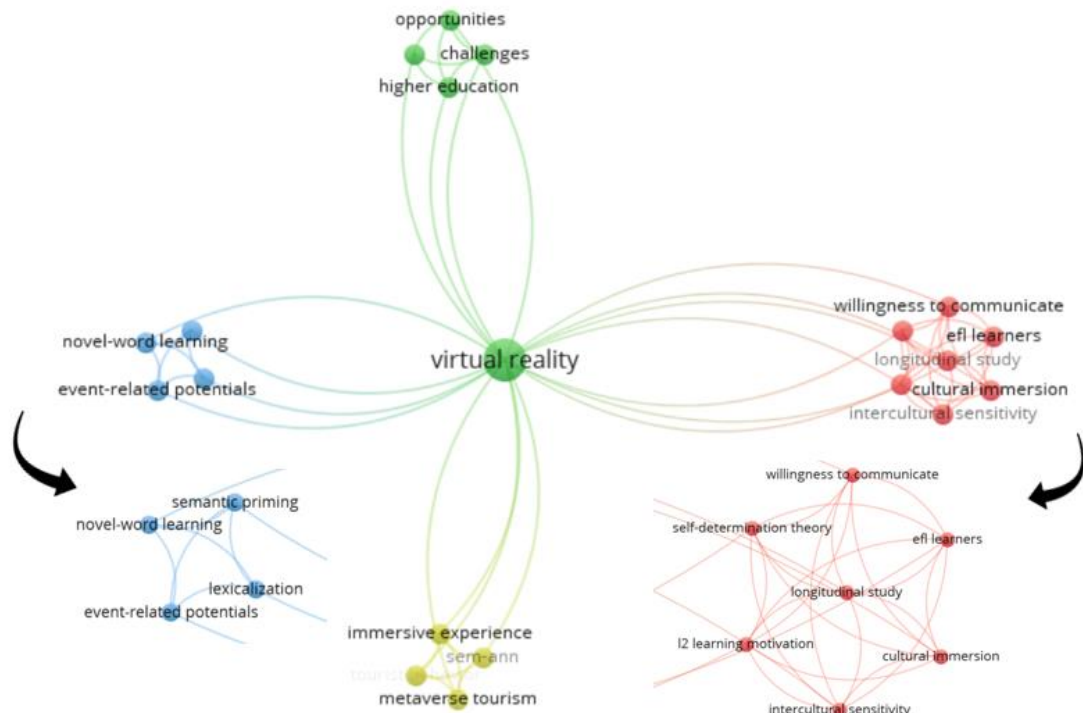 opportunities
challenges
higher education
virtual reality
willingness to communicate
efl learners
longitudinal study
cultural immersion
intercultural sensitivity
novel-word learning
event-related potentials
semantic priming
novel-word learning
lexicalization
event-related potentials
immersive experience
sem-ann
metaverse tourism
willingness to communicate
self-determination theory
efl learners
longitudinal study
l2 learning motivation
cultural immersion
intercultural sensitivity